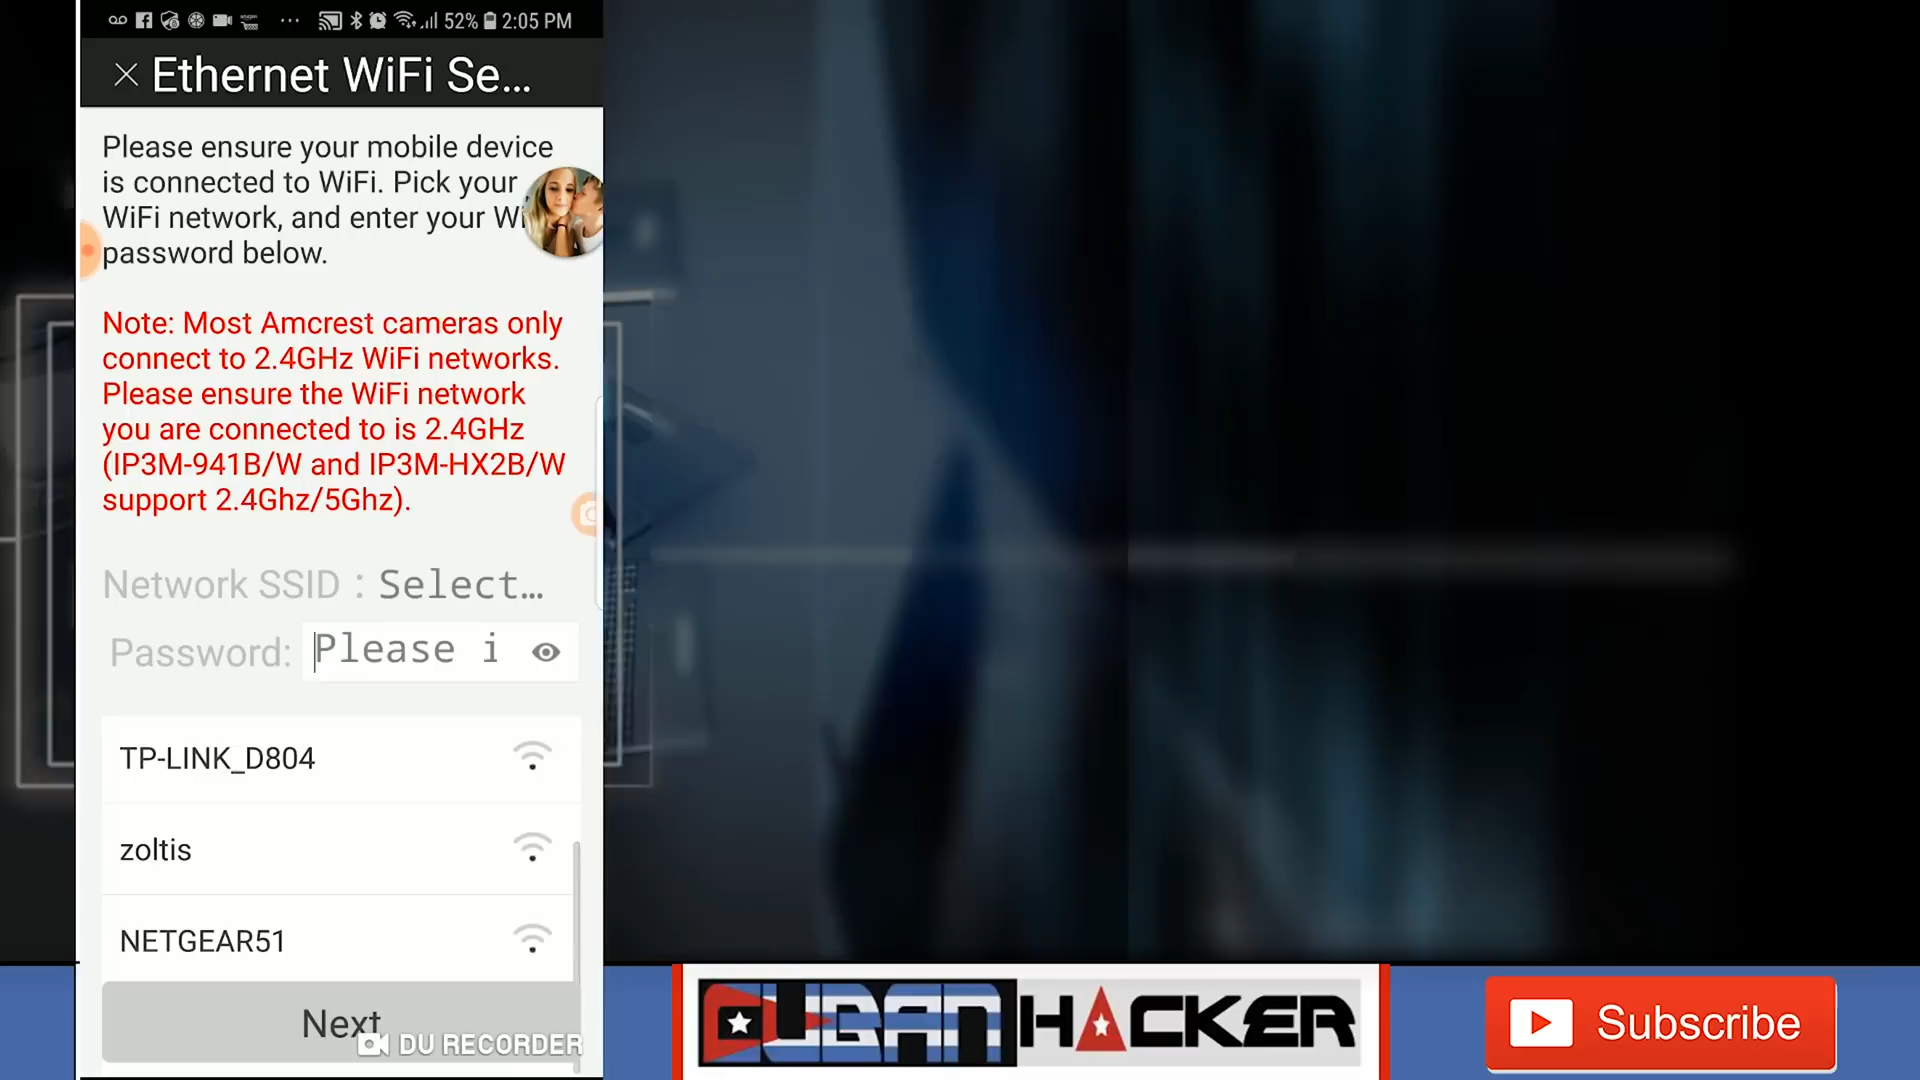 52% 2:05 PM
Ethernet WiFi Se...
Please ensure your mobile device
is connected to WiFi. Pick your
WiFi network, and enter your Wi
password below.
Note: Most Amcrest cameras only
connect to 2.4GHz WiFi networks.
Please ensure the WiFi network
you are connected to is 2.4GHz
(IP3M-941B/W and IP3M-HX2B/W
support 2.4Ghz/5Ghz).
Network SSID : Select...
Password: Please i
TP-LINK_D804
zoltis
NETGEAR51
Next
DU RECORDER
CUBANHACKER
Subscribe